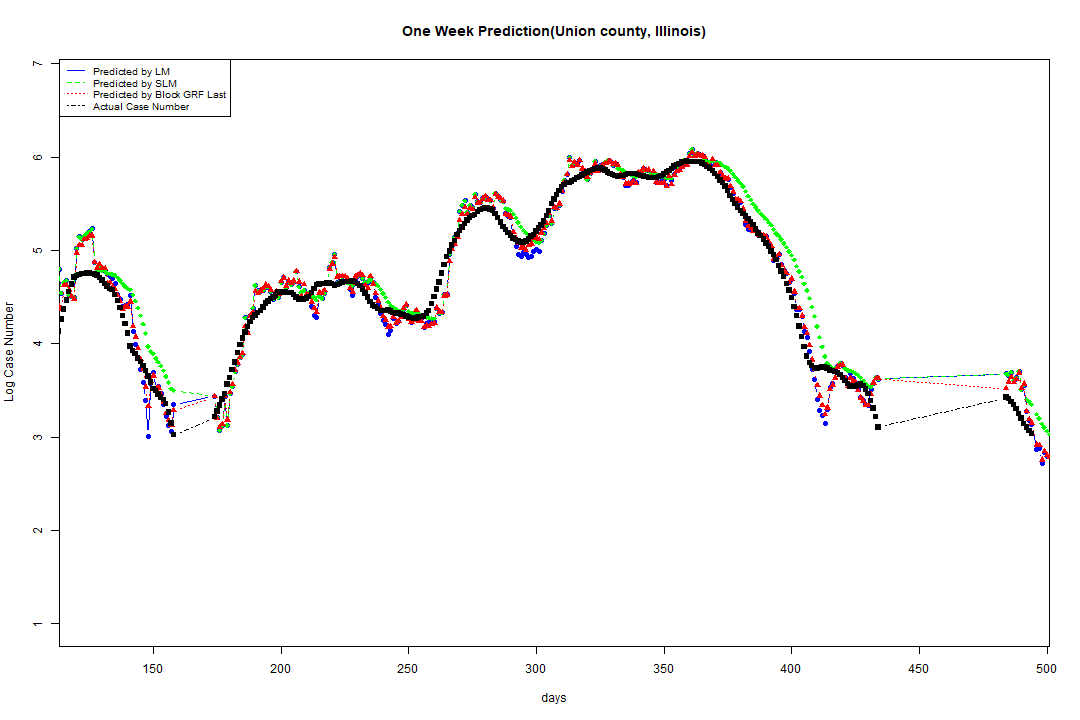 One Week Prediction(Union county, Illinois)
Predicted by LM
Predicted by SLM
Predicted by Block GRF Last
Actual Case Number
7
6
5
4
3
2
1
Log Case Number
150 200 250 300 350 400 450 500
days